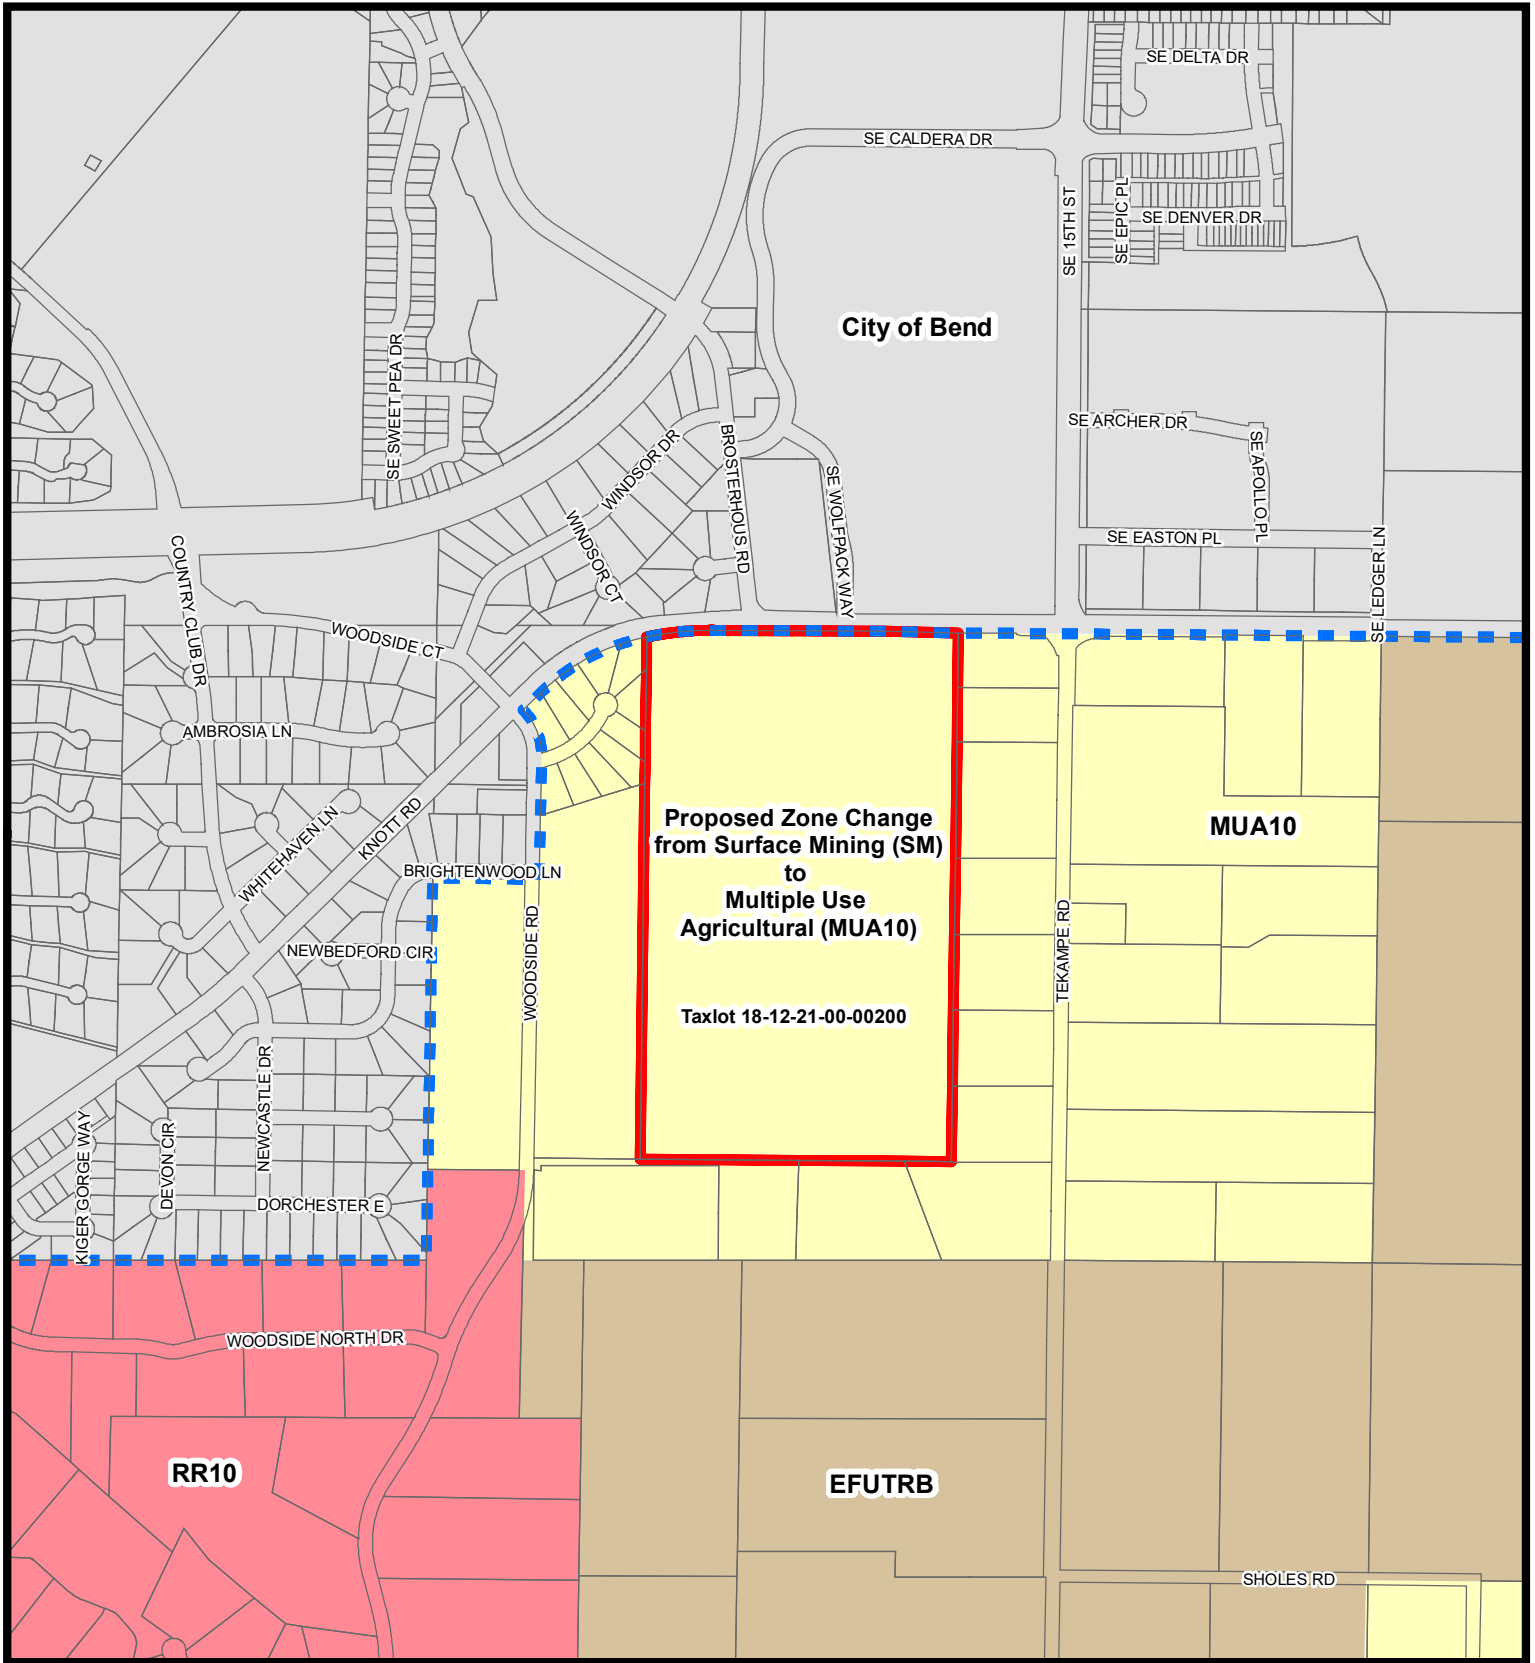 SE DELTA DR
SE CALDERA DR
SE 15TH ST
SE EPIC PL
SE DENVER DR
City of Bend
SE SWEET PEA DR
SE ARCHER DR
SE APOLLO PL
WINDSOR DR
BROSTERHOUS RD
SE WOLFPACK WAY
WINDSOR CT
SE EASTON PL
SE LEDGER LN
COUNTRY CLUB DR
WOODSIDE CT
AMBROSIA LN
KNOTT RD
WHITEHAVEN LN
BRIGHTENWOOD LN
Proposed Zone Change
from Surface Mining (SM)
to
Multiple Use
Agricultural (MUA10)
MUA10
WOODSIDE RD
TEKAMPE RD
NEWBEDFORD CIR
Taxlot 18-12-21-00-00200
NEWCASTLE DR
DEVON CIR
KIGER GORGE WAY
DORCHESTER E
WOODSIDE NORTH DR
RR10
EFUTRB
SHOLES RD